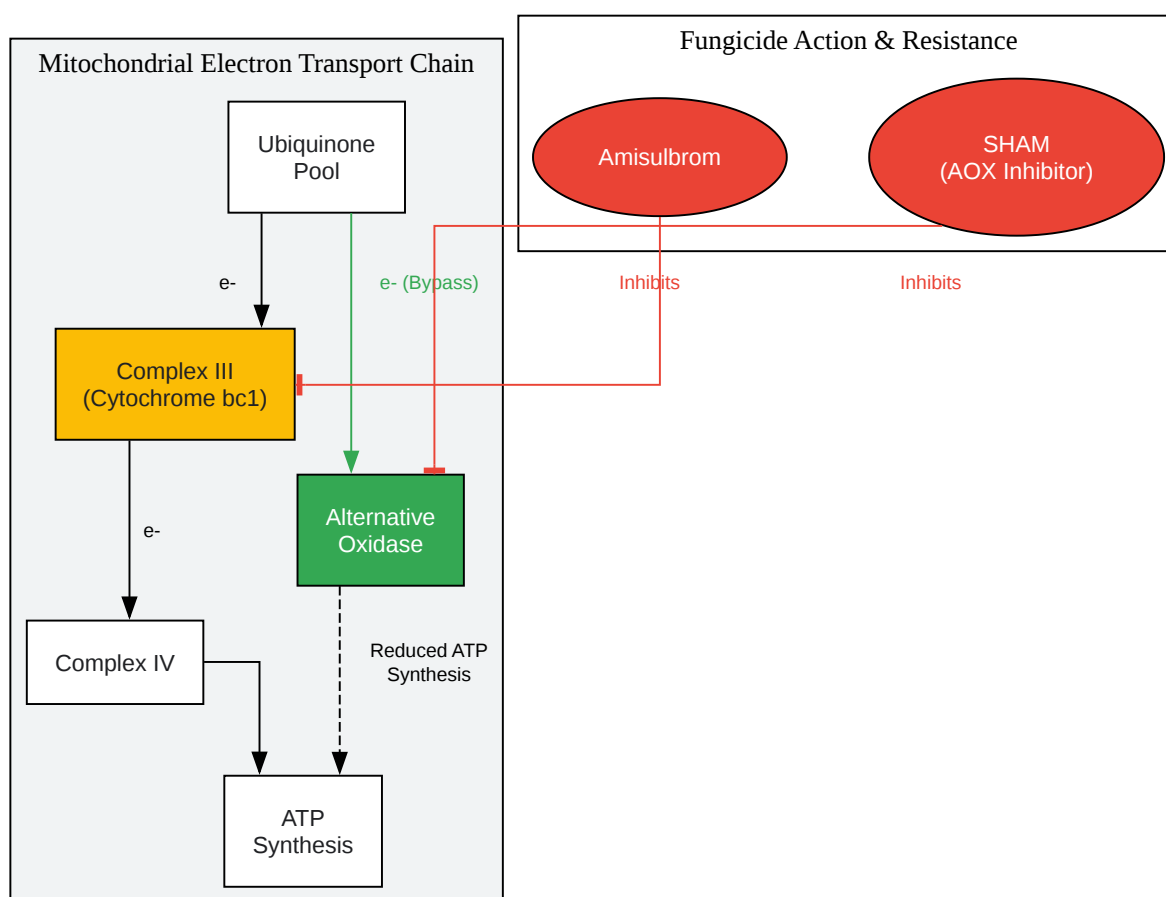 Mitochondrial Electron Transport Chain
Fungicide Action & Resistance
Ubiquinone
Pool
Amisulbrom
SHAM
(AOX Inhibitor)
e-
e- (Bypass)
Inhibits
Inhibits
Complex III
(Cytochrome bc1)
e-
Alternative
Oxidase
Complex IV
Reduced ATP
Synthesis
ATP
Synthesis